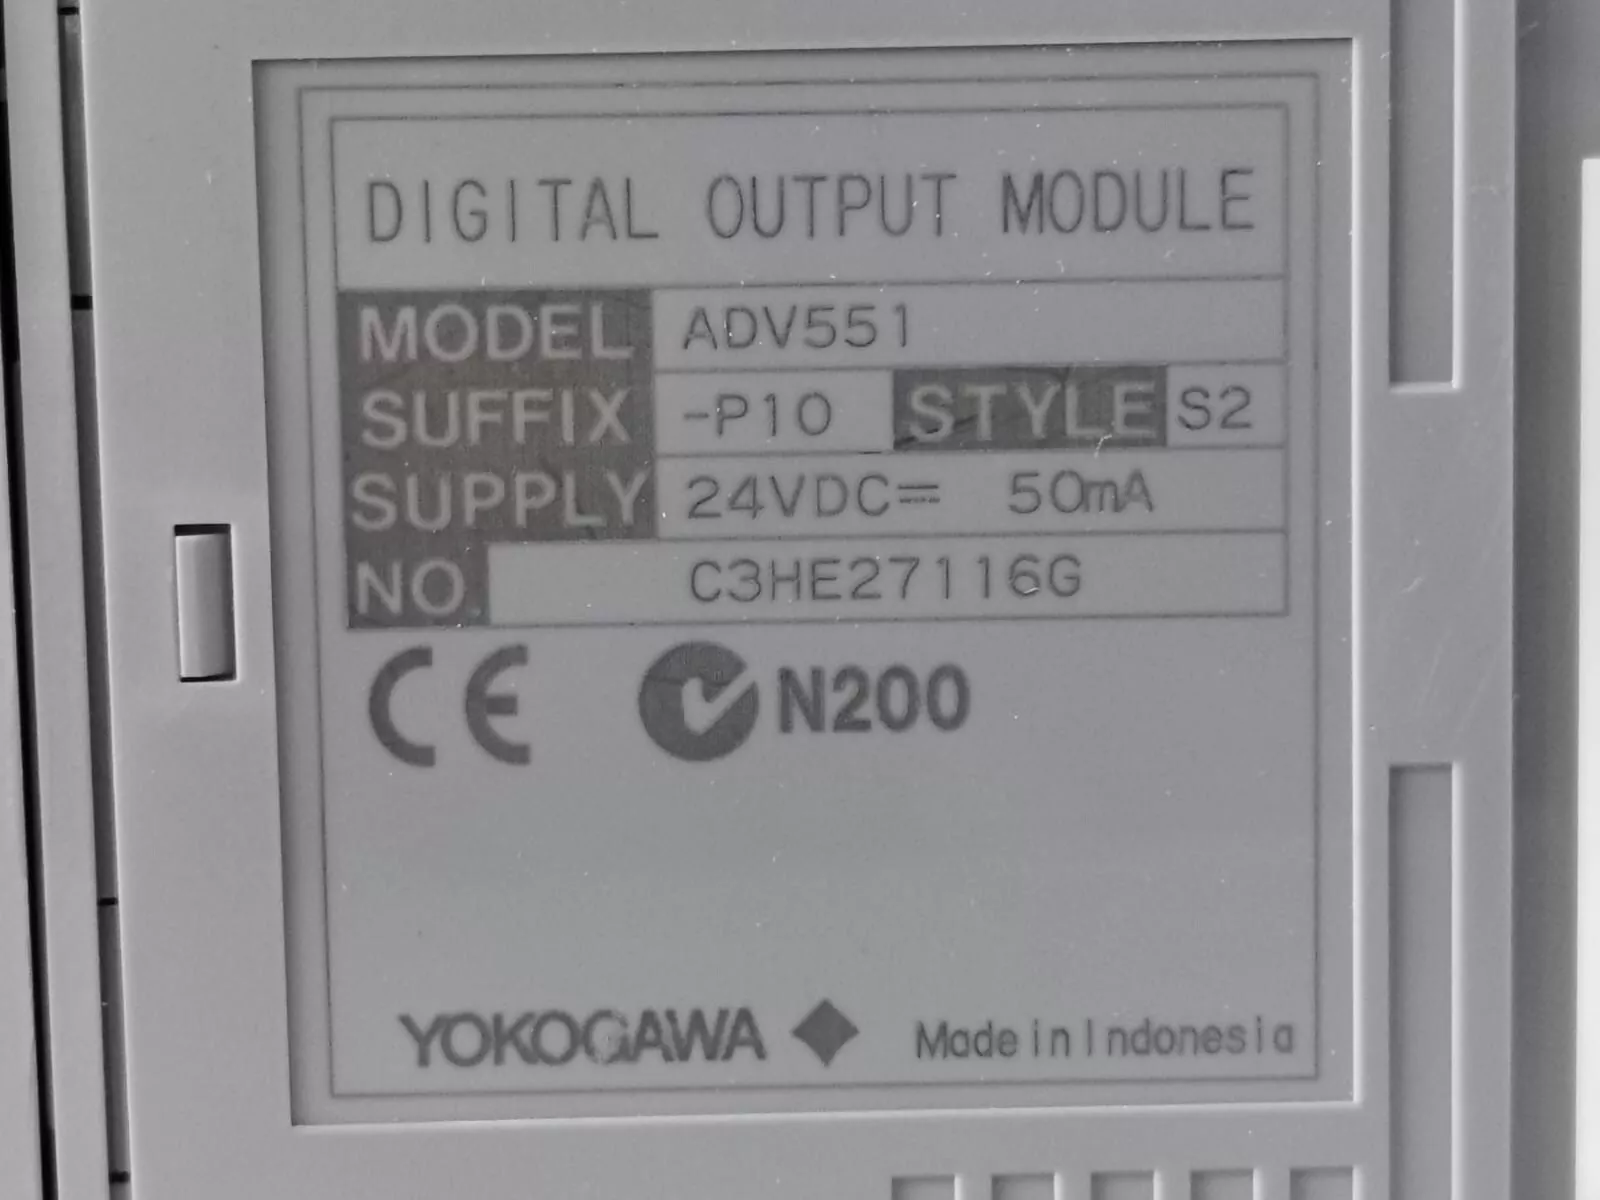 DIGITAL OUTPUT MODULE
MODEL ADV551
SUFFIX -P10 STYLE S2
SUPPLY 24VDC⎓ 50mA
NO. C3HE27116G
CE N200
YOKOGAWA Made in Indonesia